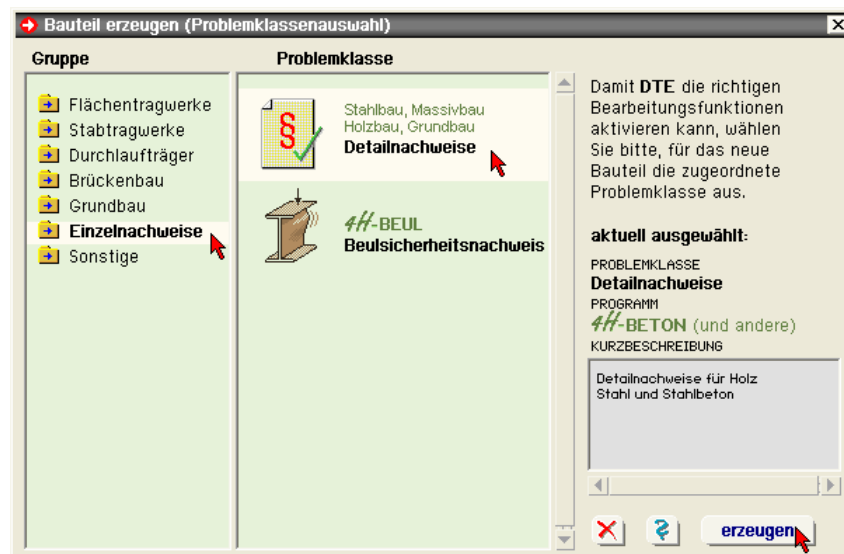 Bauteil erzeugen (Problemklassenauswahl)
Gruppe
Flächentragwerke
Stabtragwerke
Durchlaufträger
Brückenbau
Grundbau
Einzelnachweise
Sonstige
Problemklasse
§
Stahlbau, Massivbau
Holzbau, Grundbau
Detailnachweise
4H-BEUL
Beulsicherheitsnachweis
Damit DTE die richtigen
Bearbeitungsfunktionen
aktivieren kann, wählen
Sie bitte, für das neue
Bauteil die zugeordnete
Problemklasse aus.
aktuell ausgewählt:
PROBLEMKLASSE
Detailnachweise
PROGRAMM
4H-BETON (und andere)
KURZBESCHREIBUNG
Detailnachweise für Holz
Stahl und Stahlbeton
erzeugen